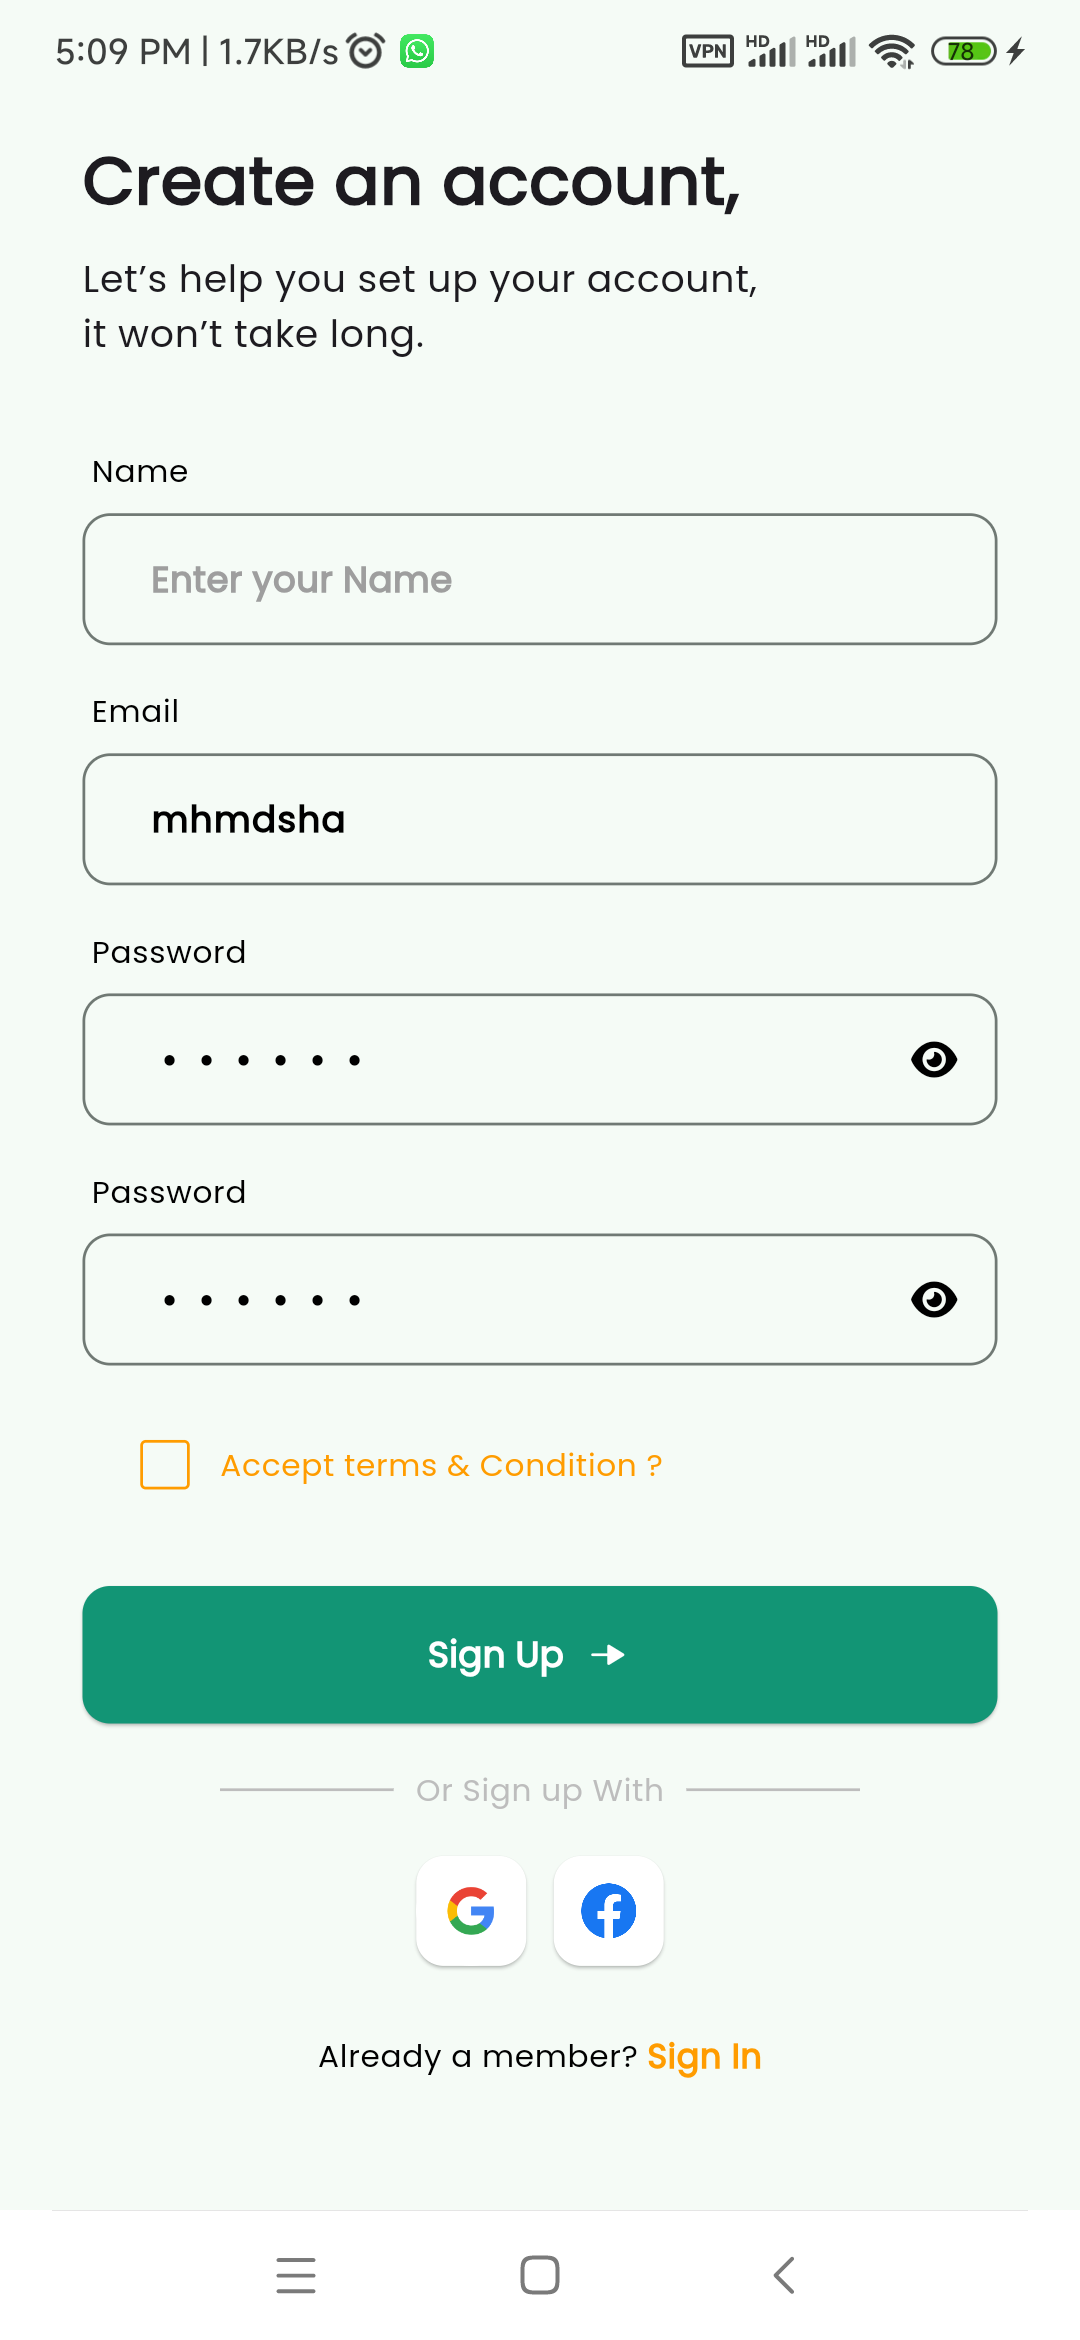 5:09 PM | 1.7KB/s VPN HD HD 78
Create an account,
Let’s help you set up your account,
it won’t take long.
Name
Enter your Name
Email
mhmdsha
Password
••••••
Password
••••••
Accept terms & Condition ?
Sign Up
Or Sign up With
Already a member? Sign In